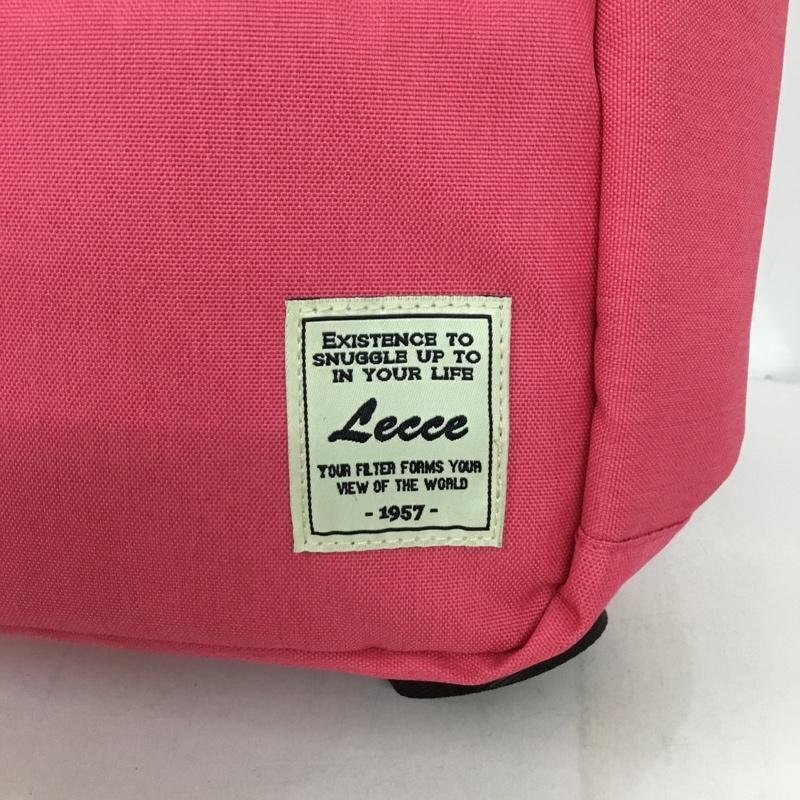 EXISTENCE TO
SNUGGLE UP TO
IN YOUR LIFE
Lecce
YOUR FILTER FORMS YOUR
VIEW OF THE WORLD
- 1957 -